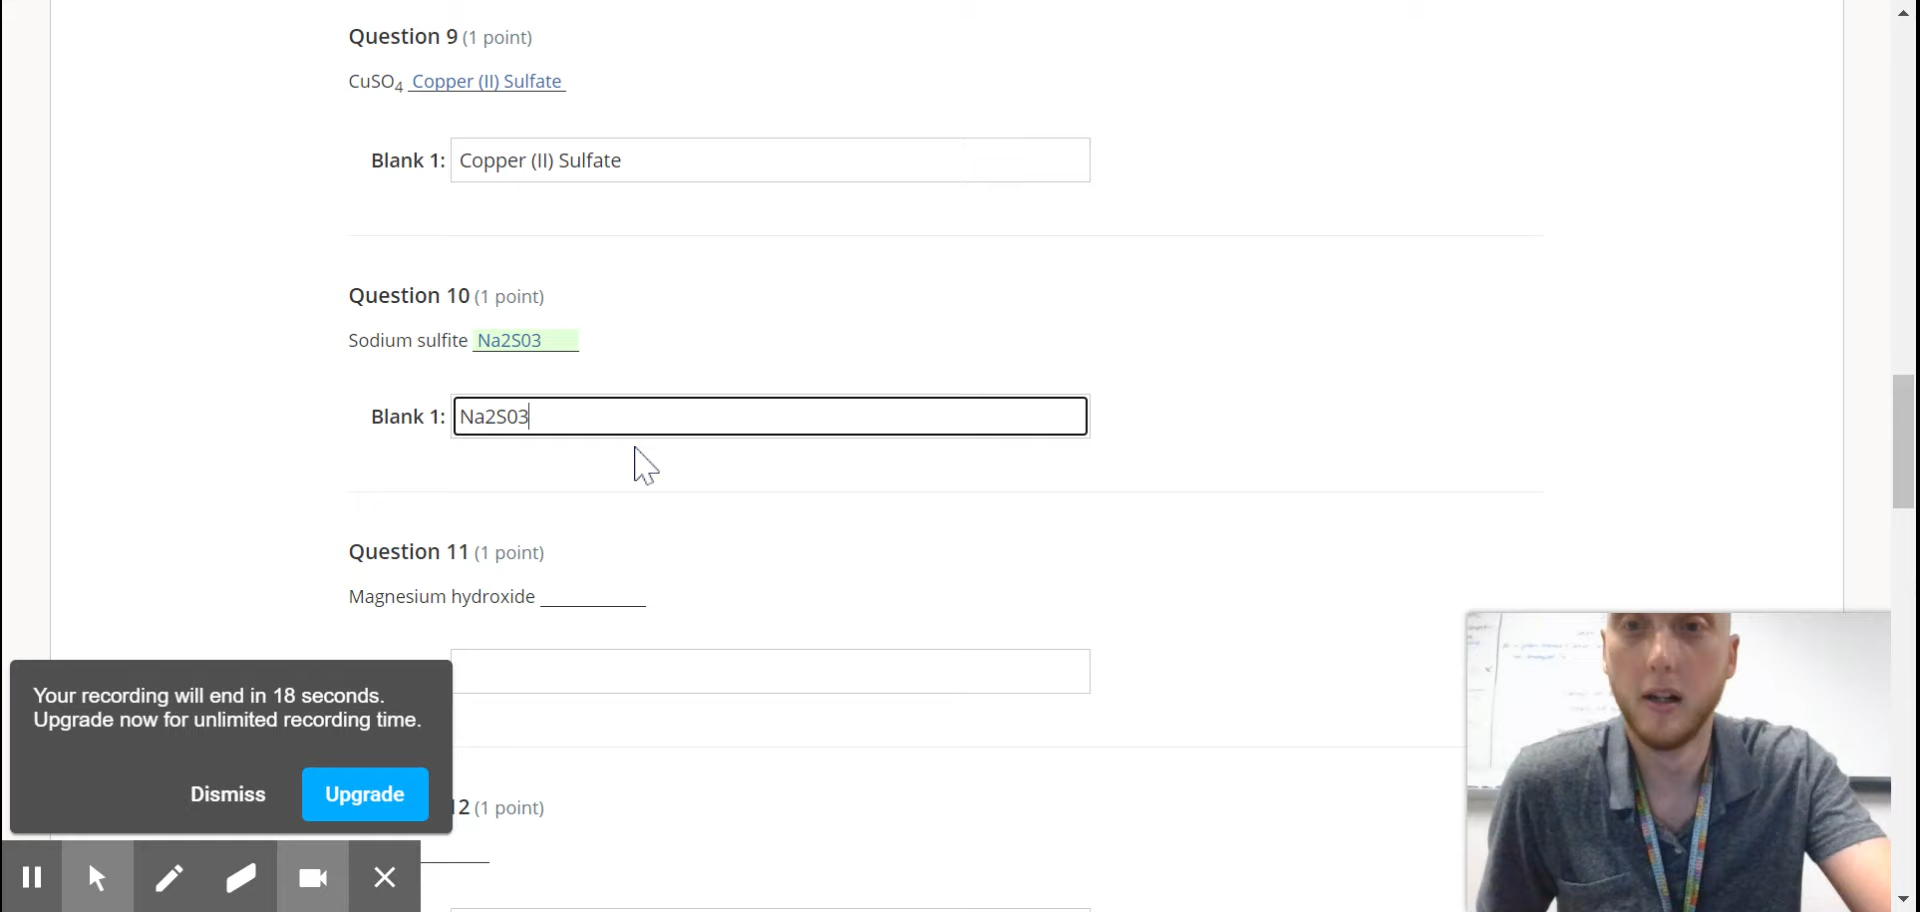 Question 9 (1 point)
CuSO4 Copper (II) Sulfate
Blank 1: Copper (II) Sulfate
Question 10 (1 point)
Sodium sulfite Na2S03
Blank 1: Na2S03
Question 11 (1 point)
Magnesium hydroxide ___________
Your recording will end in 18 seconds.
Upgrade now for unlimited recording time.
Dismiss Upgrade
12 (1 point)